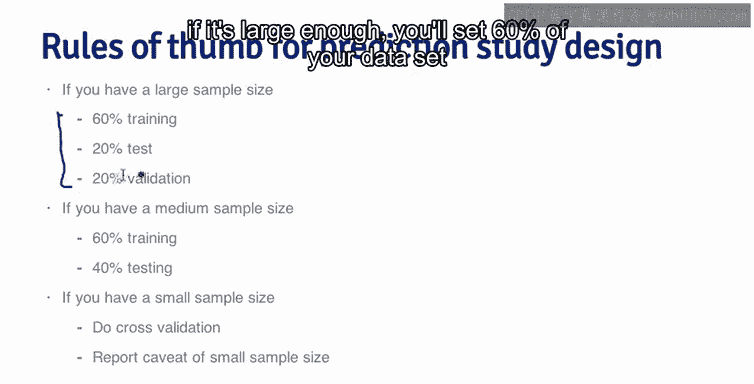 if it's large enough, you'll set 60% of
your data set
Rules of thumb for prediction study design
· If you have a large sample size
- 60% training
- 20% test
- 20% validation
· If you have a medium sample size
- 60% training
- 40% testing
· If you have a small sample size
- Do cross validation
- Report caveat of small sample size